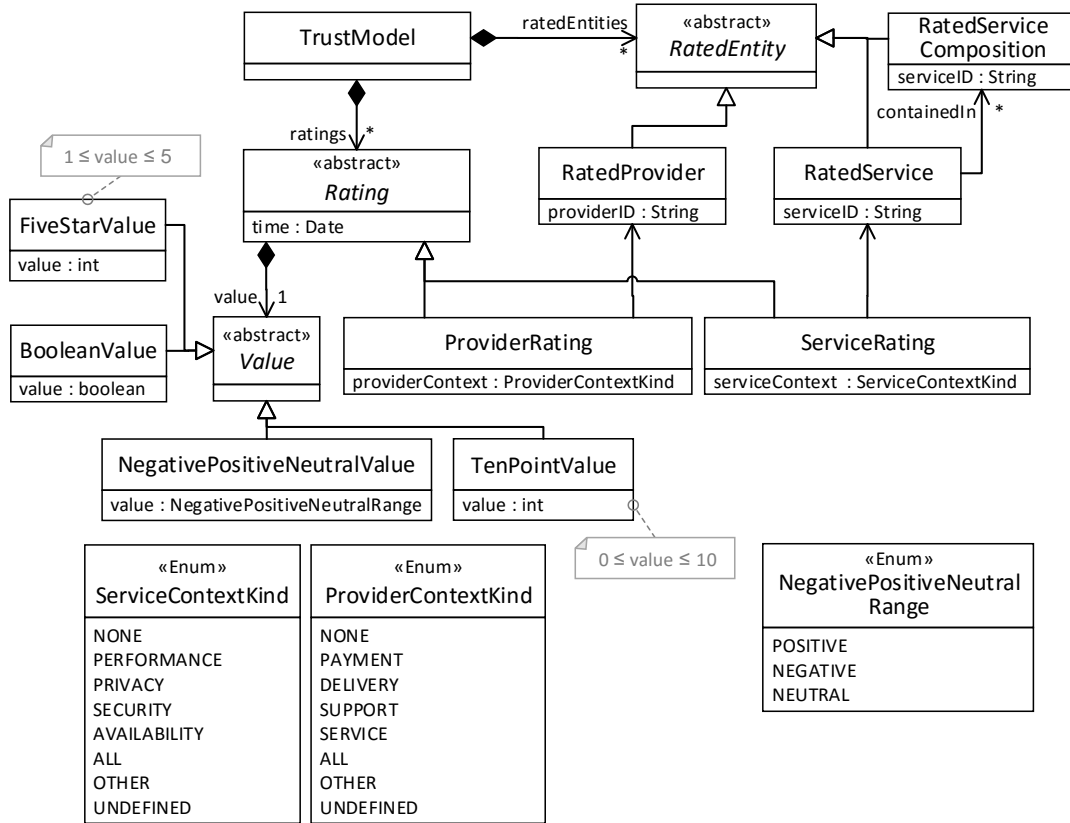 TrustModel
ratedEntities
*
«abstract»
RatedEntity
RatedService
Composition
serviceID : String
containedIn
*
ratings
*
1 ≤ value ≤ 5
«abstract»
Rating
time : Date
RatedProvider
providerID : String
RatedService
serviceID : String
FiveStarValue
value : int
value
1
BooleanValue
value : boolean
«abstract»
Value
ProviderRating
providerContext : ProviderContextKind
ServiceRating
serviceContext : ServiceContextKind
NegativePositiveNeutralValue
value : NegativePositiveNeutralRange
TenPointValue
value : int
0 ≤ value ≤ 10
«Enum»
ServiceContextKind
NONE
PERFORMANCE
PRIVACY
SECURITY
AVAILABILITY
ALL
OTHER
UNDEFINED
«Enum»
ProviderContextKind
NONE
PAYMENT
DELIVERY
SUPPORT
SERVICE
ALL
OTHER
UNDEFINED
«Enum»
NegativePositiveNeutral
Range
POSITIVE
NEGATIVE
NEUTRAL